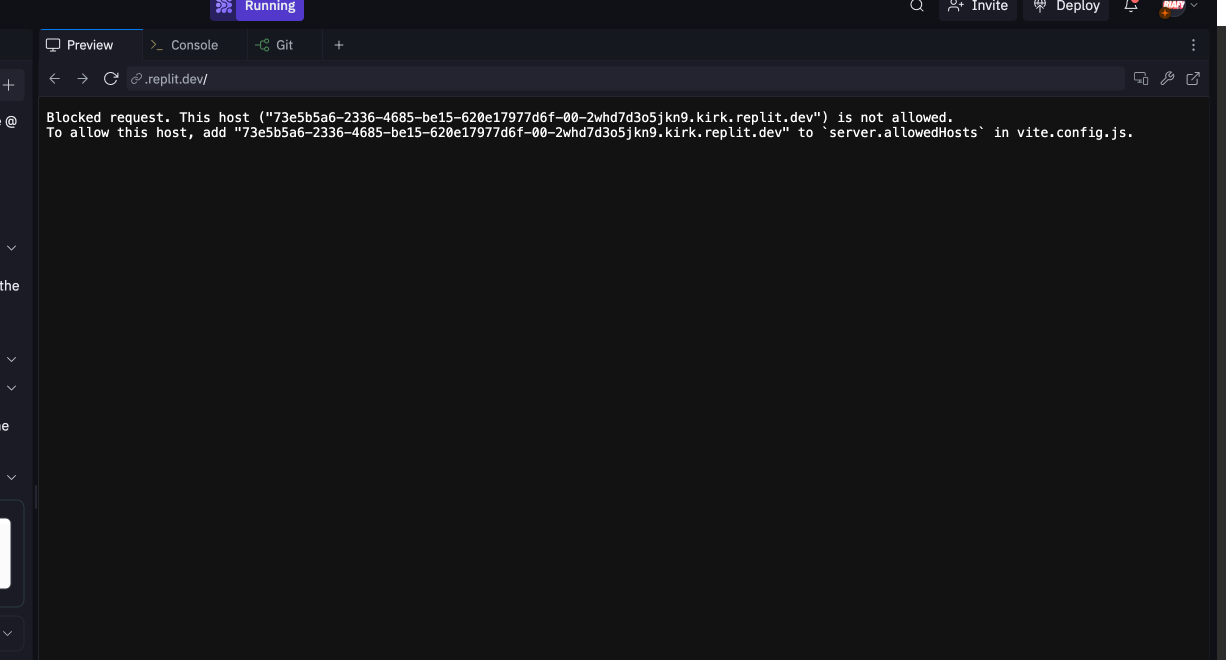 Running
Invite
Deploy
RIAFY
Preview
Console
Git
.replit.dev/
@
Blocked request. This host ("73e5b5a6-2336-4685-be15-620e17977d6f-00-2whd7d3o5jkn9.kirk.replit.dev") is not allowed.
To allow this host, add "73e5b5a6-2336-4685-be15-620e17977d6f-00-2whd7d3o5jkn9.kirk.replit.dev" to `server.allowedHosts` in vite.config.js.
the